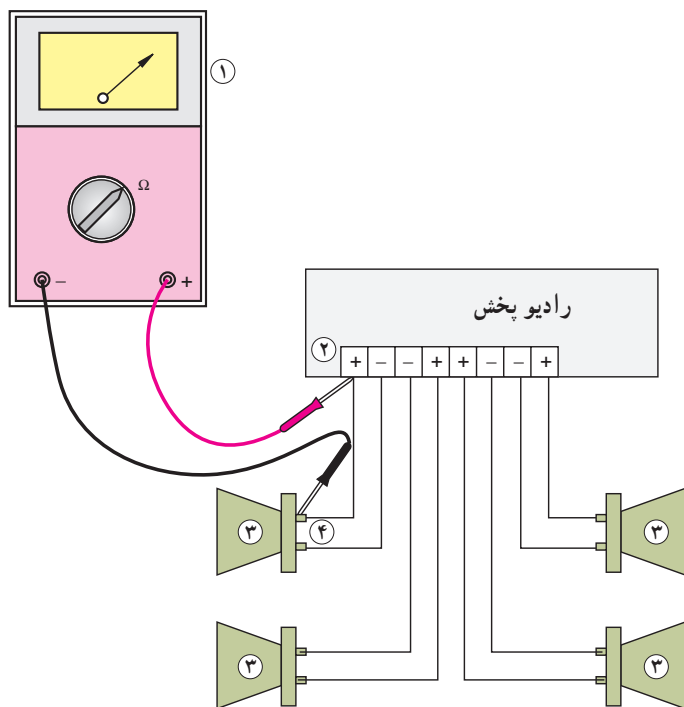 ۱
Ω
− +
رادیو پخش
۲
+ − − + + − − +
۳ ۴ ۳
۳ ۳